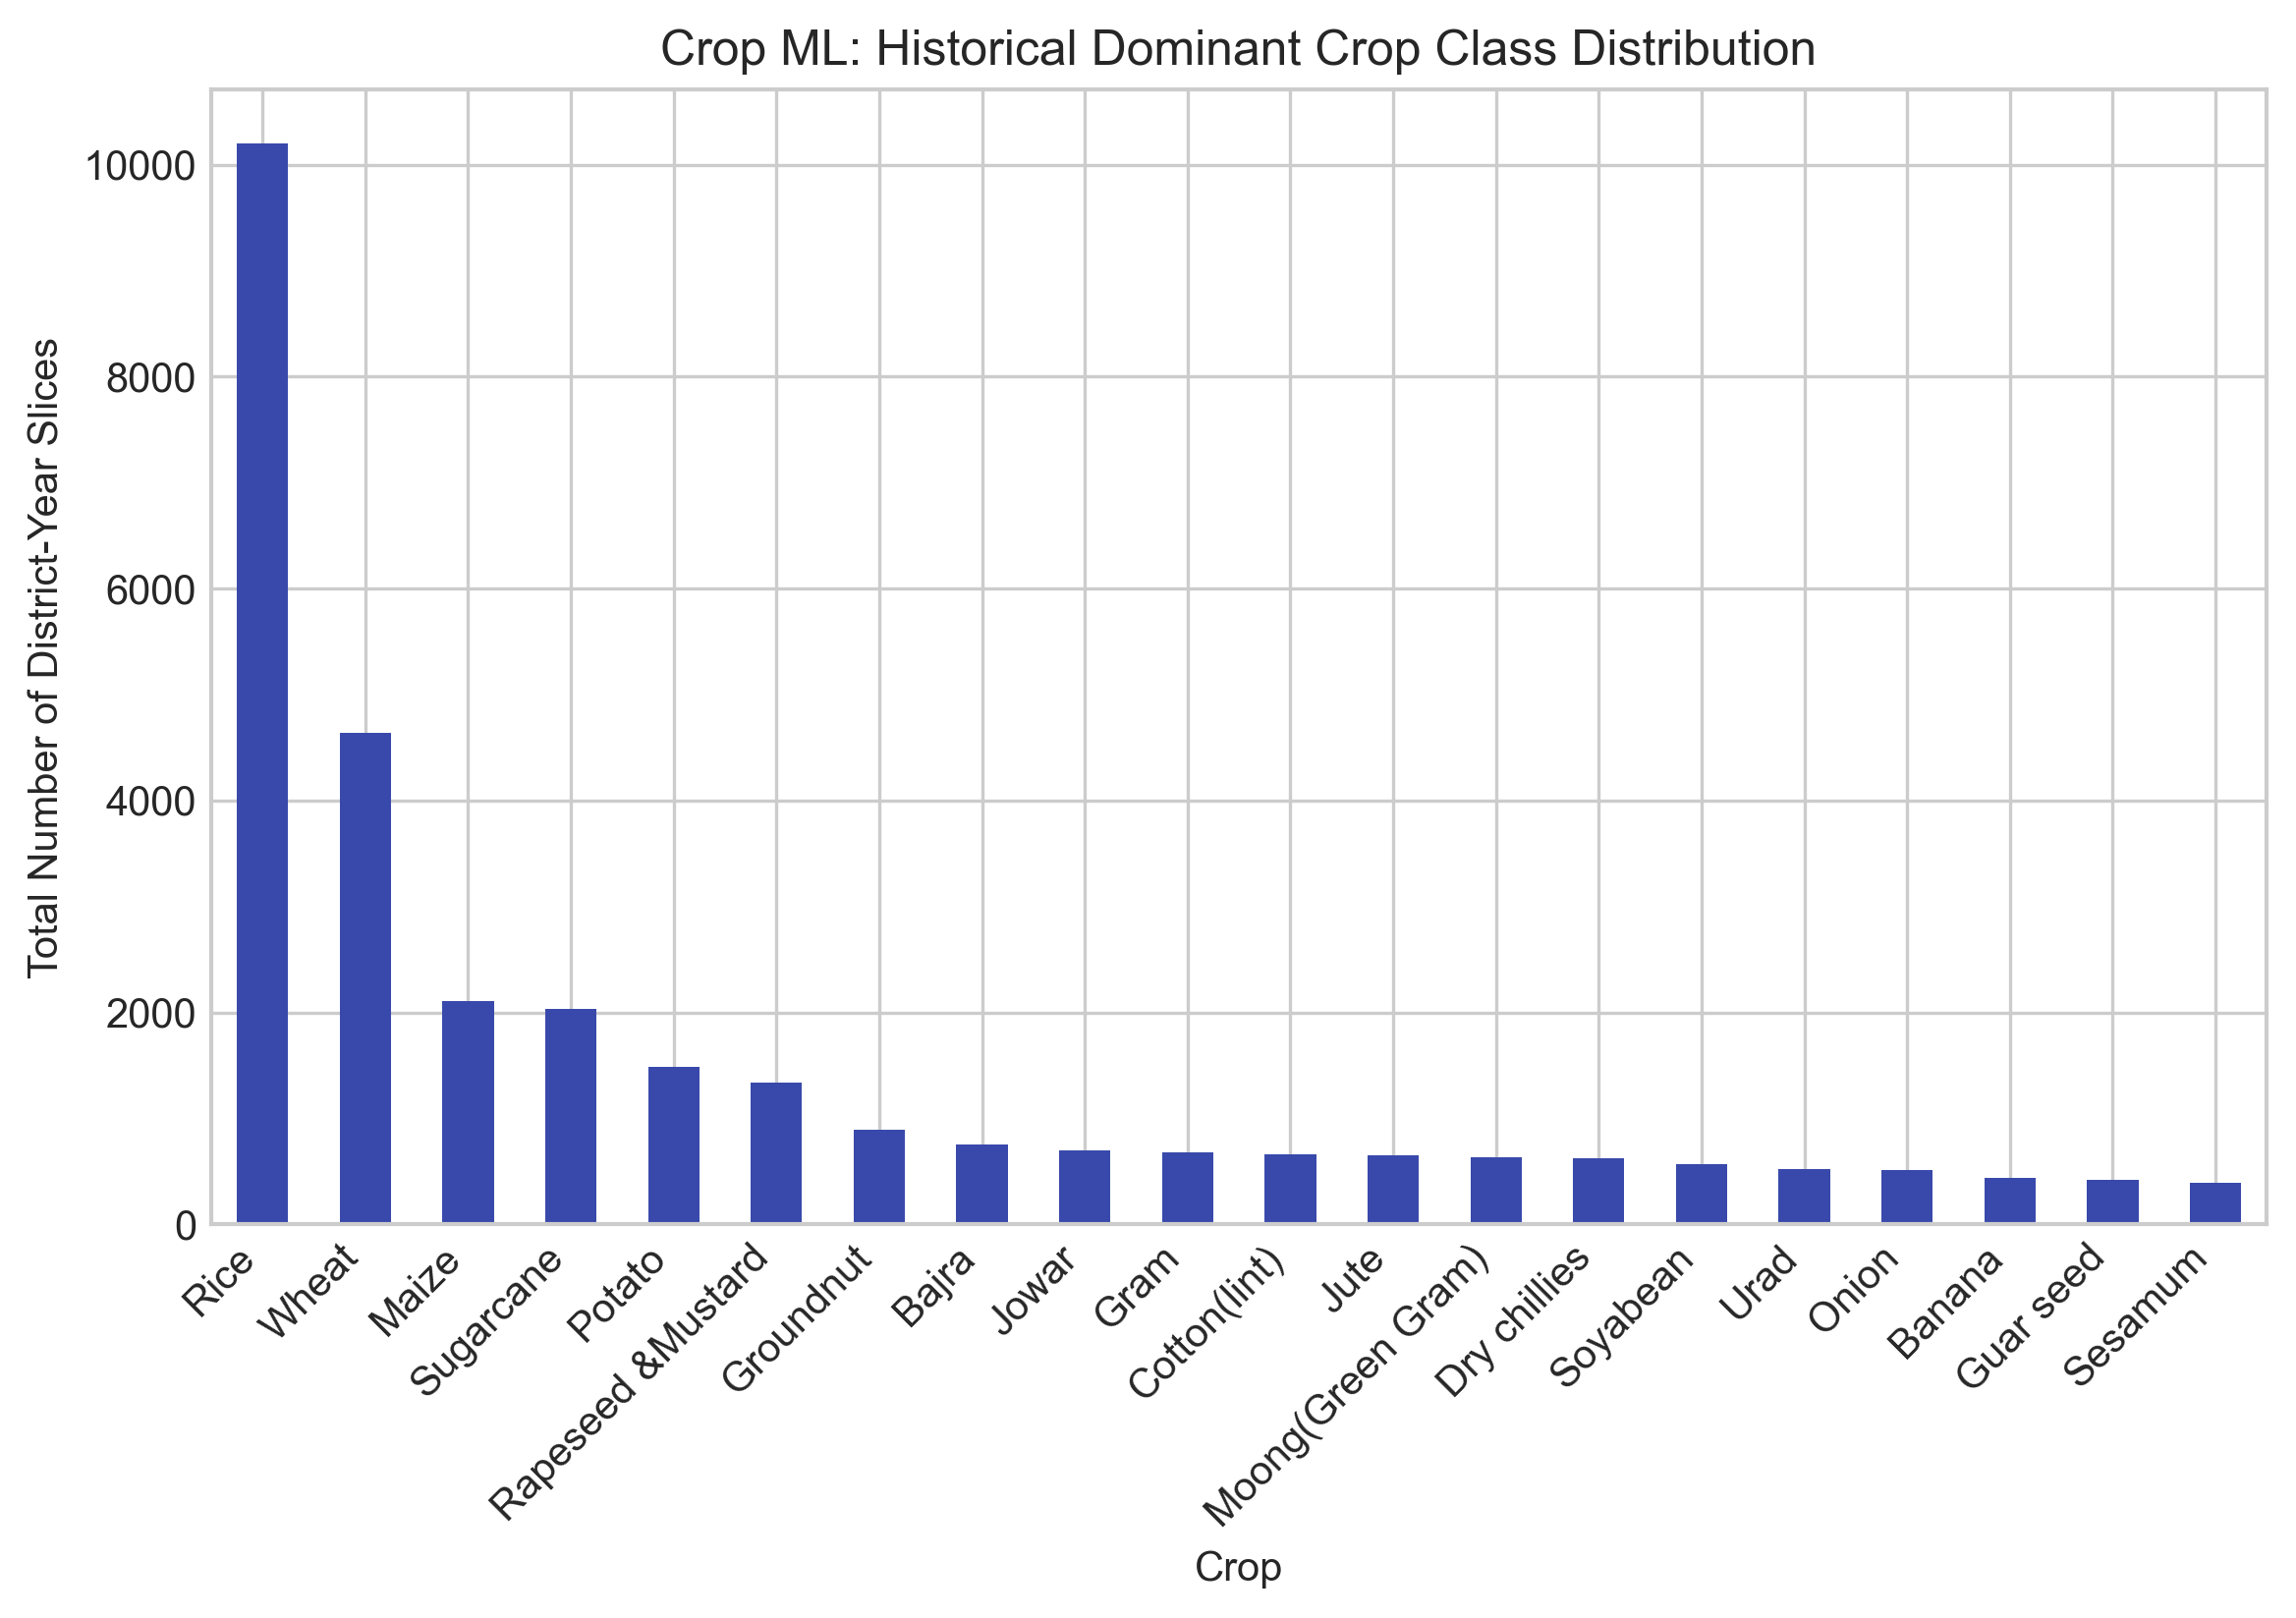 Crop ML: Historical Dominant Crop Class Distribution
Total Number of District-Year Slices
10000
8000
6000
4000
2000
0
Rice
Wheat
Maize
Sugarcane
Potato
Rapeseed &Mustard
Groundnut
Bajra
Jowar
Gram
Cotton(lint)
Jute
Moong(Green Gram)
Dry chillies
Soyabean
Urad
Onion
Banana
Guar seed
Sesamum
Crop